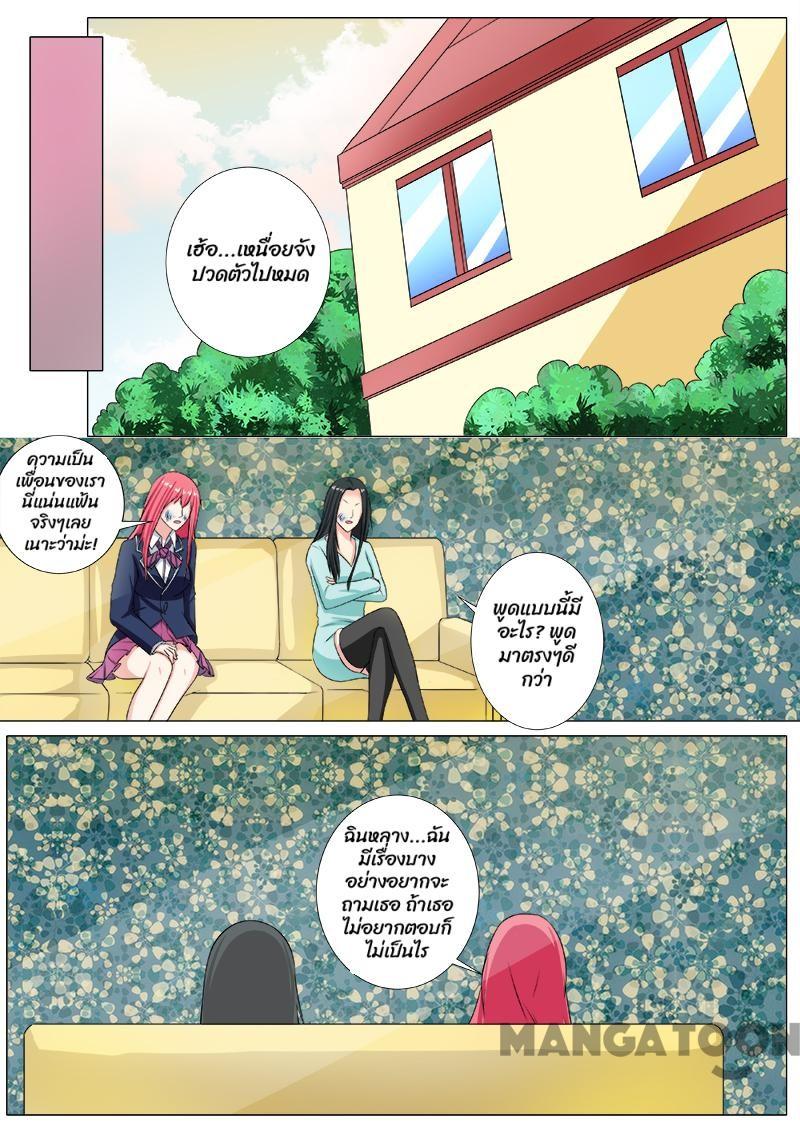 เฮ้อ...เหนื่อยจัง
ปวดตัวไปหมด
ความเป็น
เพื่อนของเรา
นี่แน่นแฟ้น
จริงๆเลย
เนาะว่าม่ะ!
พูดแบบนี้มี
อะไร? พูด
มาตรงๆดี
กว่า
ฉินหลาง...ฉัน
มีเรื่องบาง
อย่างอยากจะ
ถามเธอ ถ้าเธอ
ไม่อยากตอบก็
ไม่เป็นไร
MANGATOON